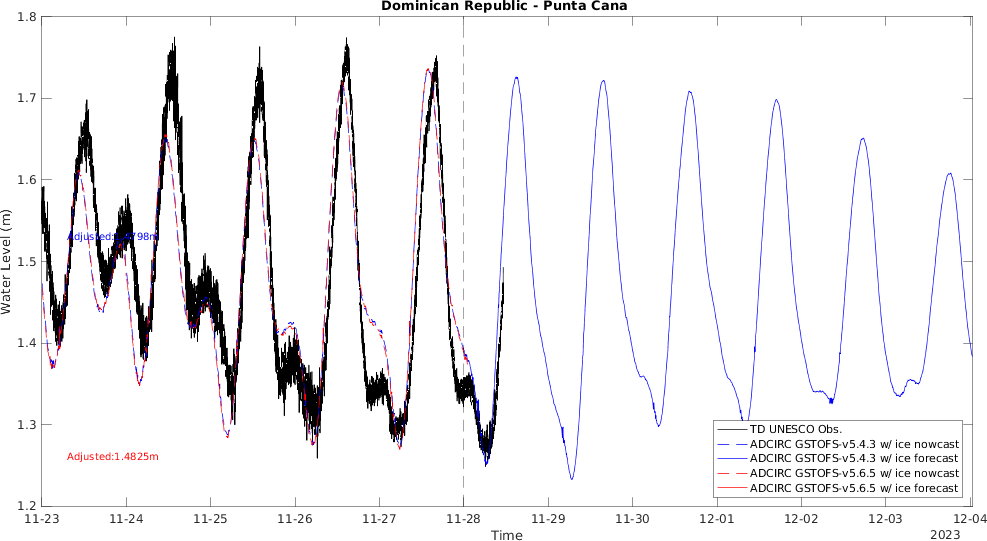 Dominican Republic - Punta Cana
Water Level (m)
1.8
1.7
1.6
1.5
1.4
1.3
1.2
Adjusted:
798m
Adjusted:1.4825m
TD UNESCO Obs.
ADCIRC GSTOFS-v5.4.3 w/ ice nowcast
ADCIRC GSTOFS-v5.4.3 w/ ice forecast
ADCIRC GSTOFS-v5.6.5 w/ ice nowcast
ADCIRC GSTOFS-v5.6.5 w/ ice forecast
11-23 11-24 11-25 11-26 11-27 11-28 11-29 11-30 12-01 12-02 12-03 12-04
Time
2023